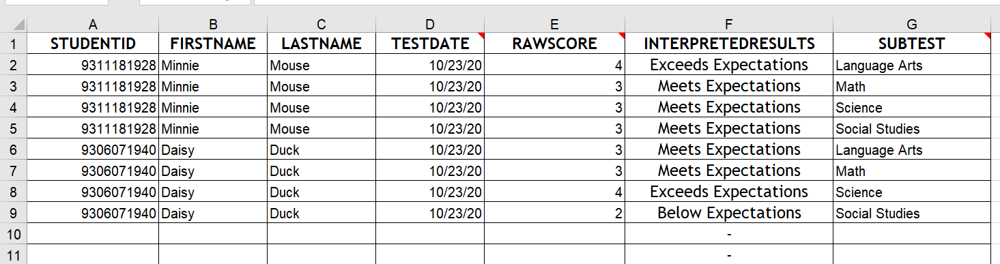 A B C D E F G
1 STUDENTID FIRSTNAME LASTNAME TESTDATE RAWSCORE INTERPRETEDRESULTS SUBTEST
2 9311181928 Minnie Mouse 10/23/20 4 Exceeds Expectations Language Arts
3 9311181928 Minnie Mouse 10/23/20 3 Meets Expectations Math
4 9311181928 Minnie Mouse 10/23/20 3 Meets Expectations Science
5 9311181928 Minnie Mouse 10/23/20 3 Meets Expectations Social Studies
6 9306071940 Daisy Duck 10/23/20 3 Meets Expectations Language Arts
7 9306071940 Daisy Duck 10/23/20 3 Meets Expectations Math
8 9306071940 Daisy Duck 10/23/20 4 Exceeds Expectations Science
9 9306071940 Daisy Duck 10/23/20 2 Below Expectations Social Studies
10 -
11 -